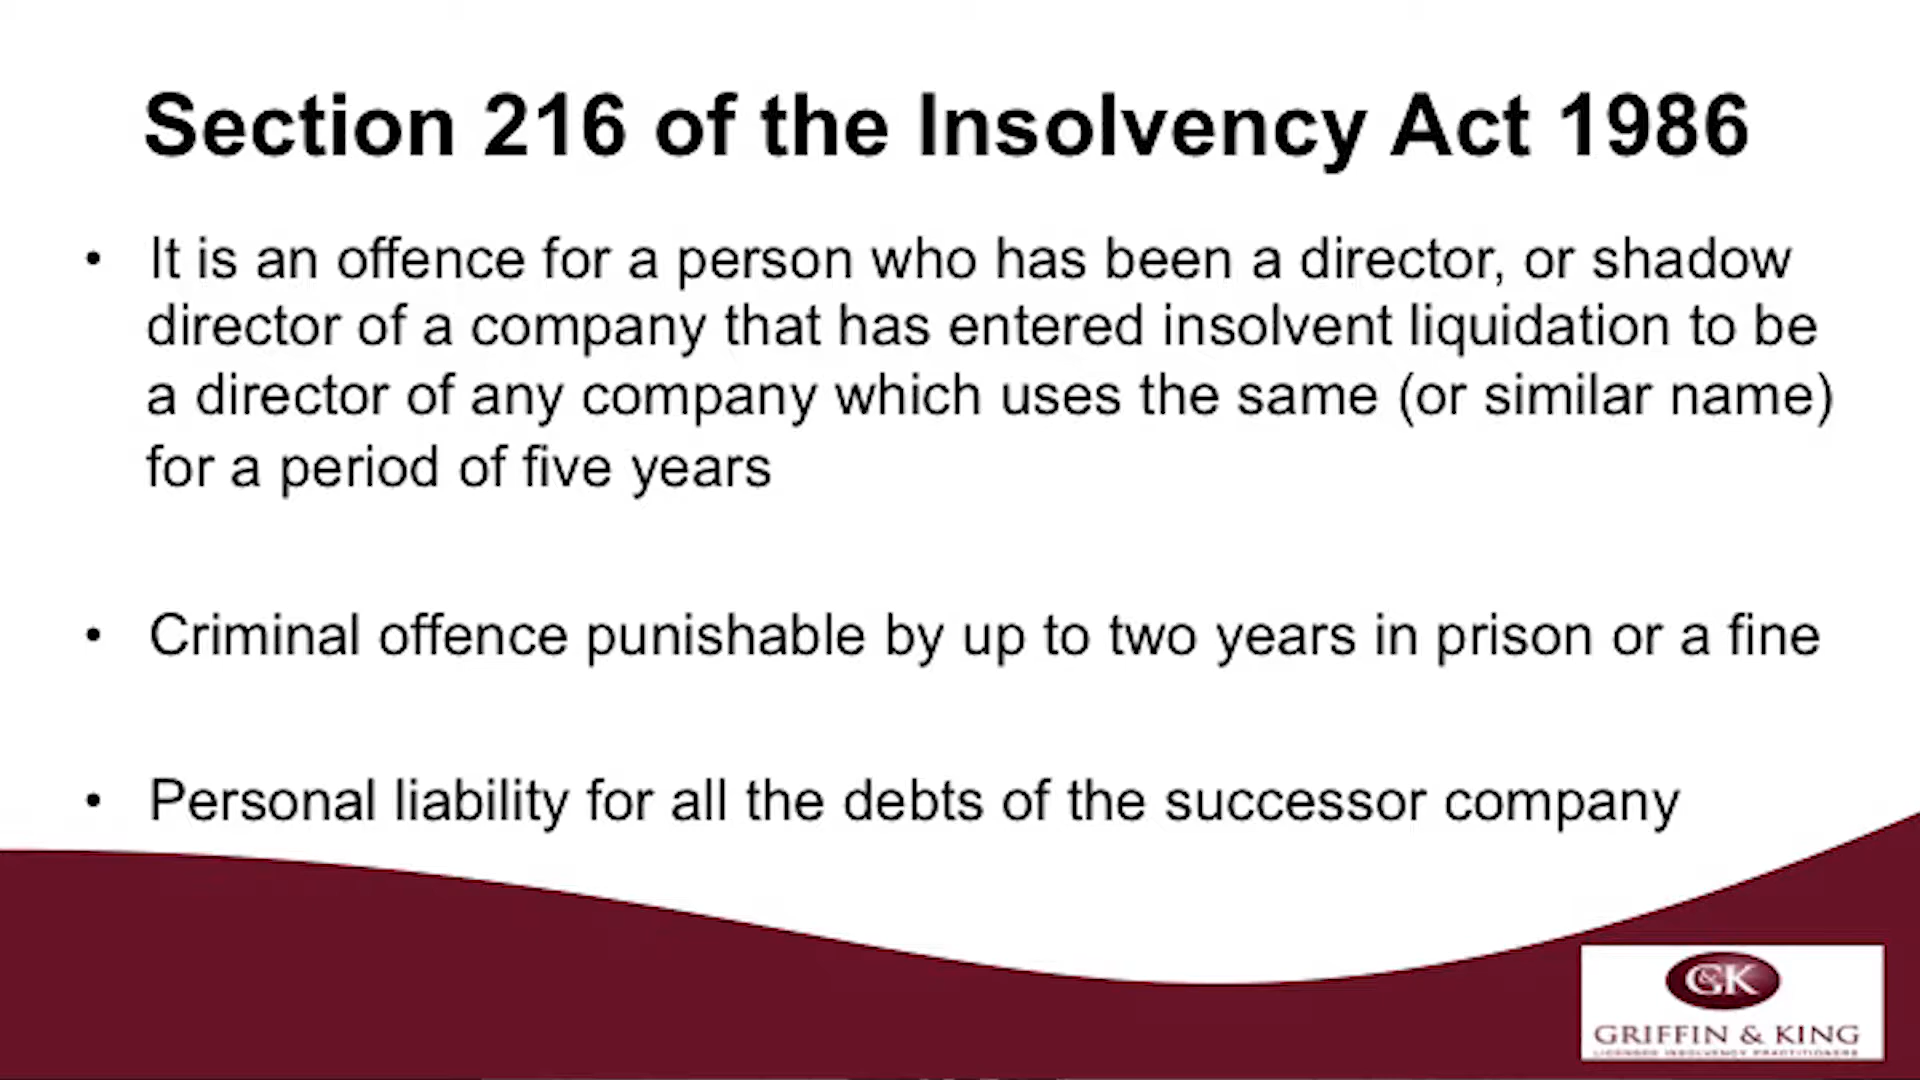 Section 216 of the Insolvency Act 1986
• It is an offence for a person who has been a director, or shadow
director of a company that has entered insolvent liquidation to be
a director of any company which uses the same (or similar name)
for a period of five years
• Criminal offence punishable by up to two years in prison or a fine
• Personal liability for all the debts of the successor company
G&K
GRIFFIN & KING
LICENSED INSOLVENCY PRACTITIONERS